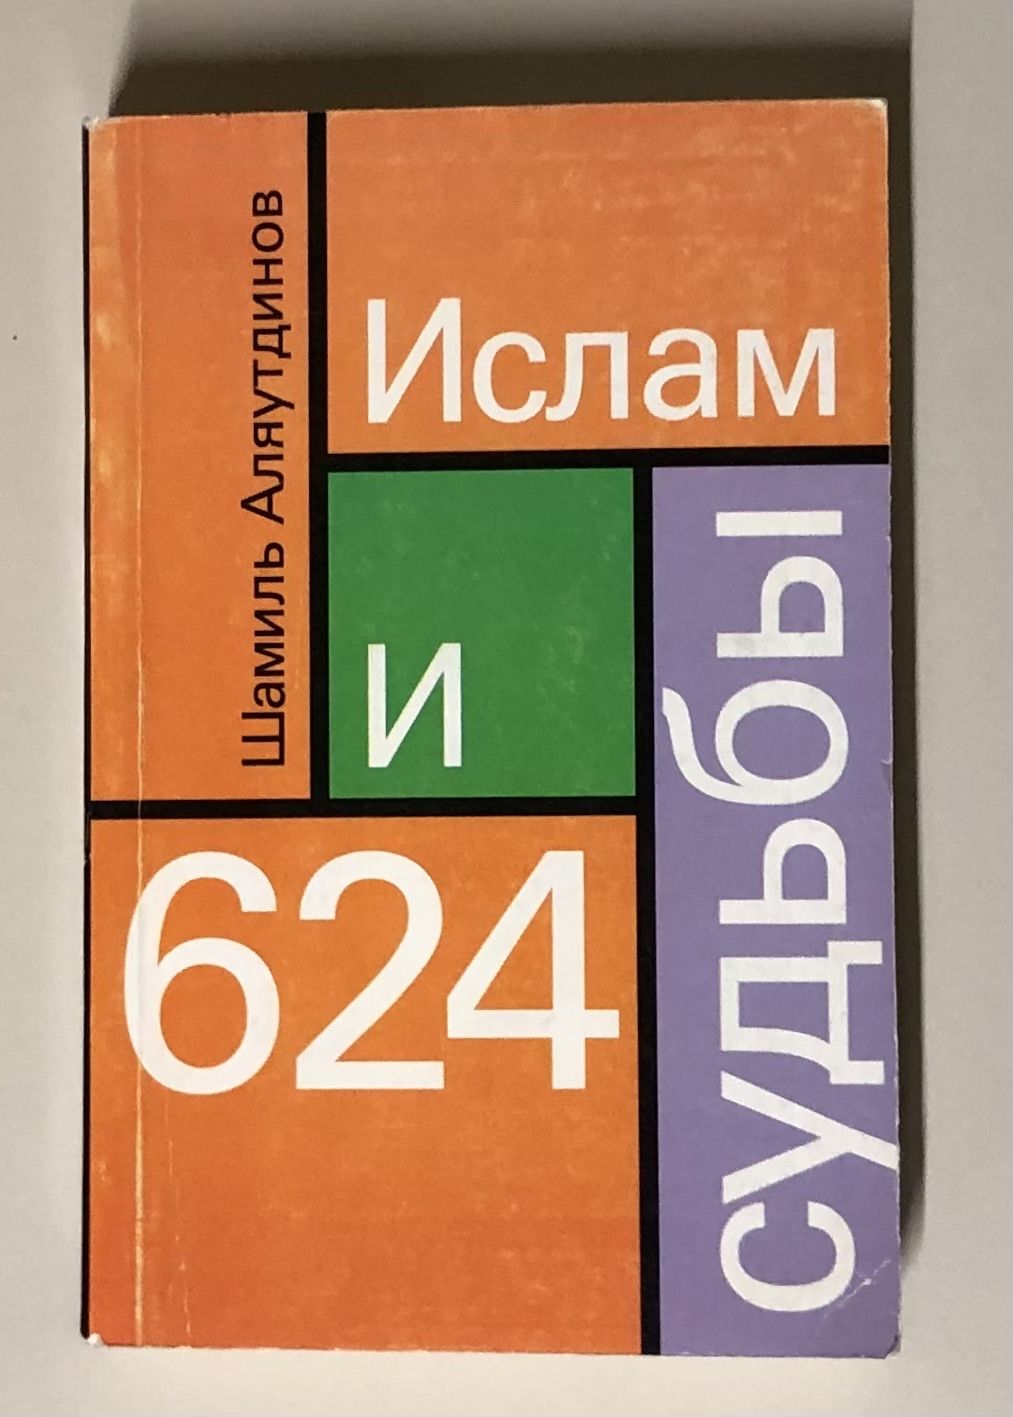 Шамиль Аляутдинов
Ислам
и
624
судьбы